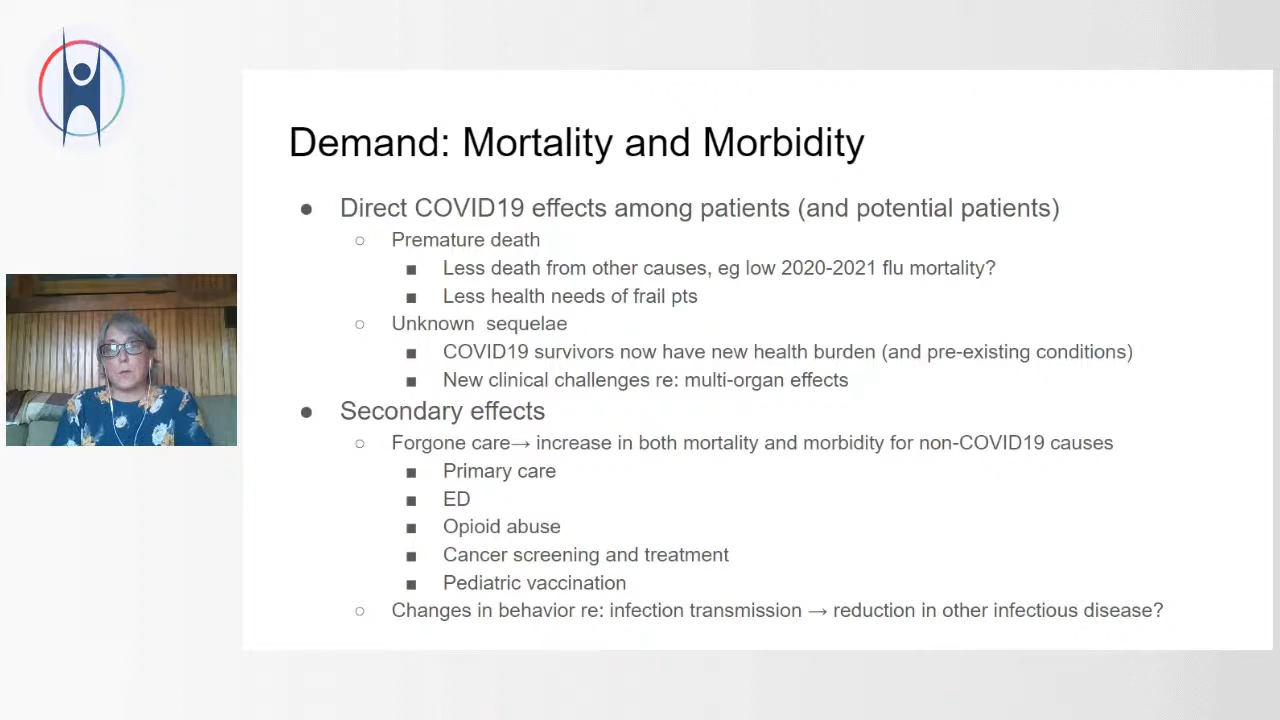 Demand: Mortality and Morbidity
● Direct COVID19 effects among patients (and potential patients)
○ Premature death
■ Less death from other causes, eg low 2020-2021 flu mortality?
■ Less health needs of frail pts
○ Unknown sequelae
■ COVID19 survivors now have new health burden (and pre-existing conditions)
■ New clinical challenges re: multi-organ effects
● Secondary effects
○ Forgone care→ increase in both mortality and morbidity for non-COVID19 causes
■ Primary care
■ ED
■ Opioid abuse
■ Cancer screening and treatment
■ Pediatric vaccination
○ Changes in behavior re: infection transmission → reduction in other infectious disease?